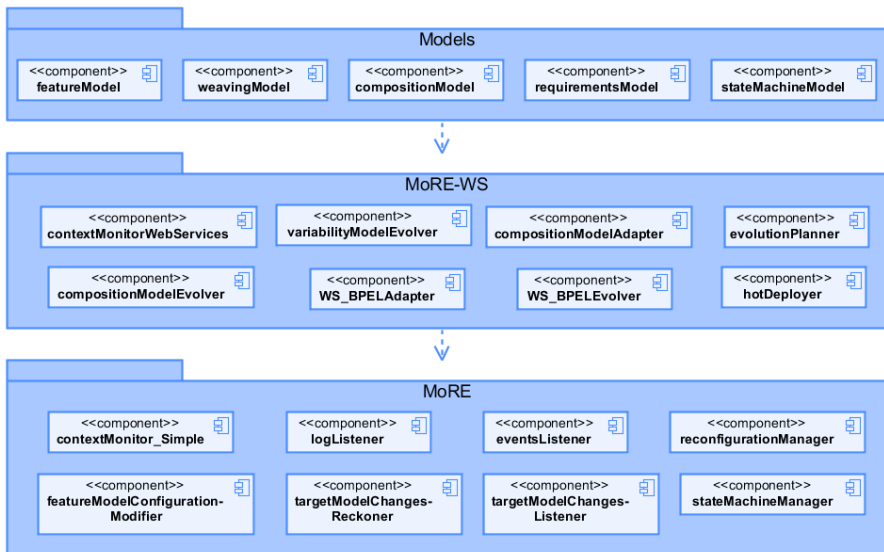 Models
<<component>> <<component>> <<component>> <<component>> <<component>>
featureModel weavingModel compositionModel requirementsModel stateMachineModel
MoRE-WS
<<component>> <<component>> <<component>> <<component>>
contextMonitorWebServices variabilityModelEvolver compositionModelAdapter evolutionPlanner
<<component>> <<component>> <<component>> <<component>>
compositionModelEvolver WS_BPELAdapter WS_BPELEvolver hotDeployer
MoRE
<<component>> <<component>> <<component>> <<component>>
contextMonitor_Simple logListener eventsListener reconfigurationManager
<<component>> <<component>> <<component>> <<component>>
featureModelConfiguration- targetModelChanges- targetModelChanges- stateMachineManager
Modifier Reckoner Listener